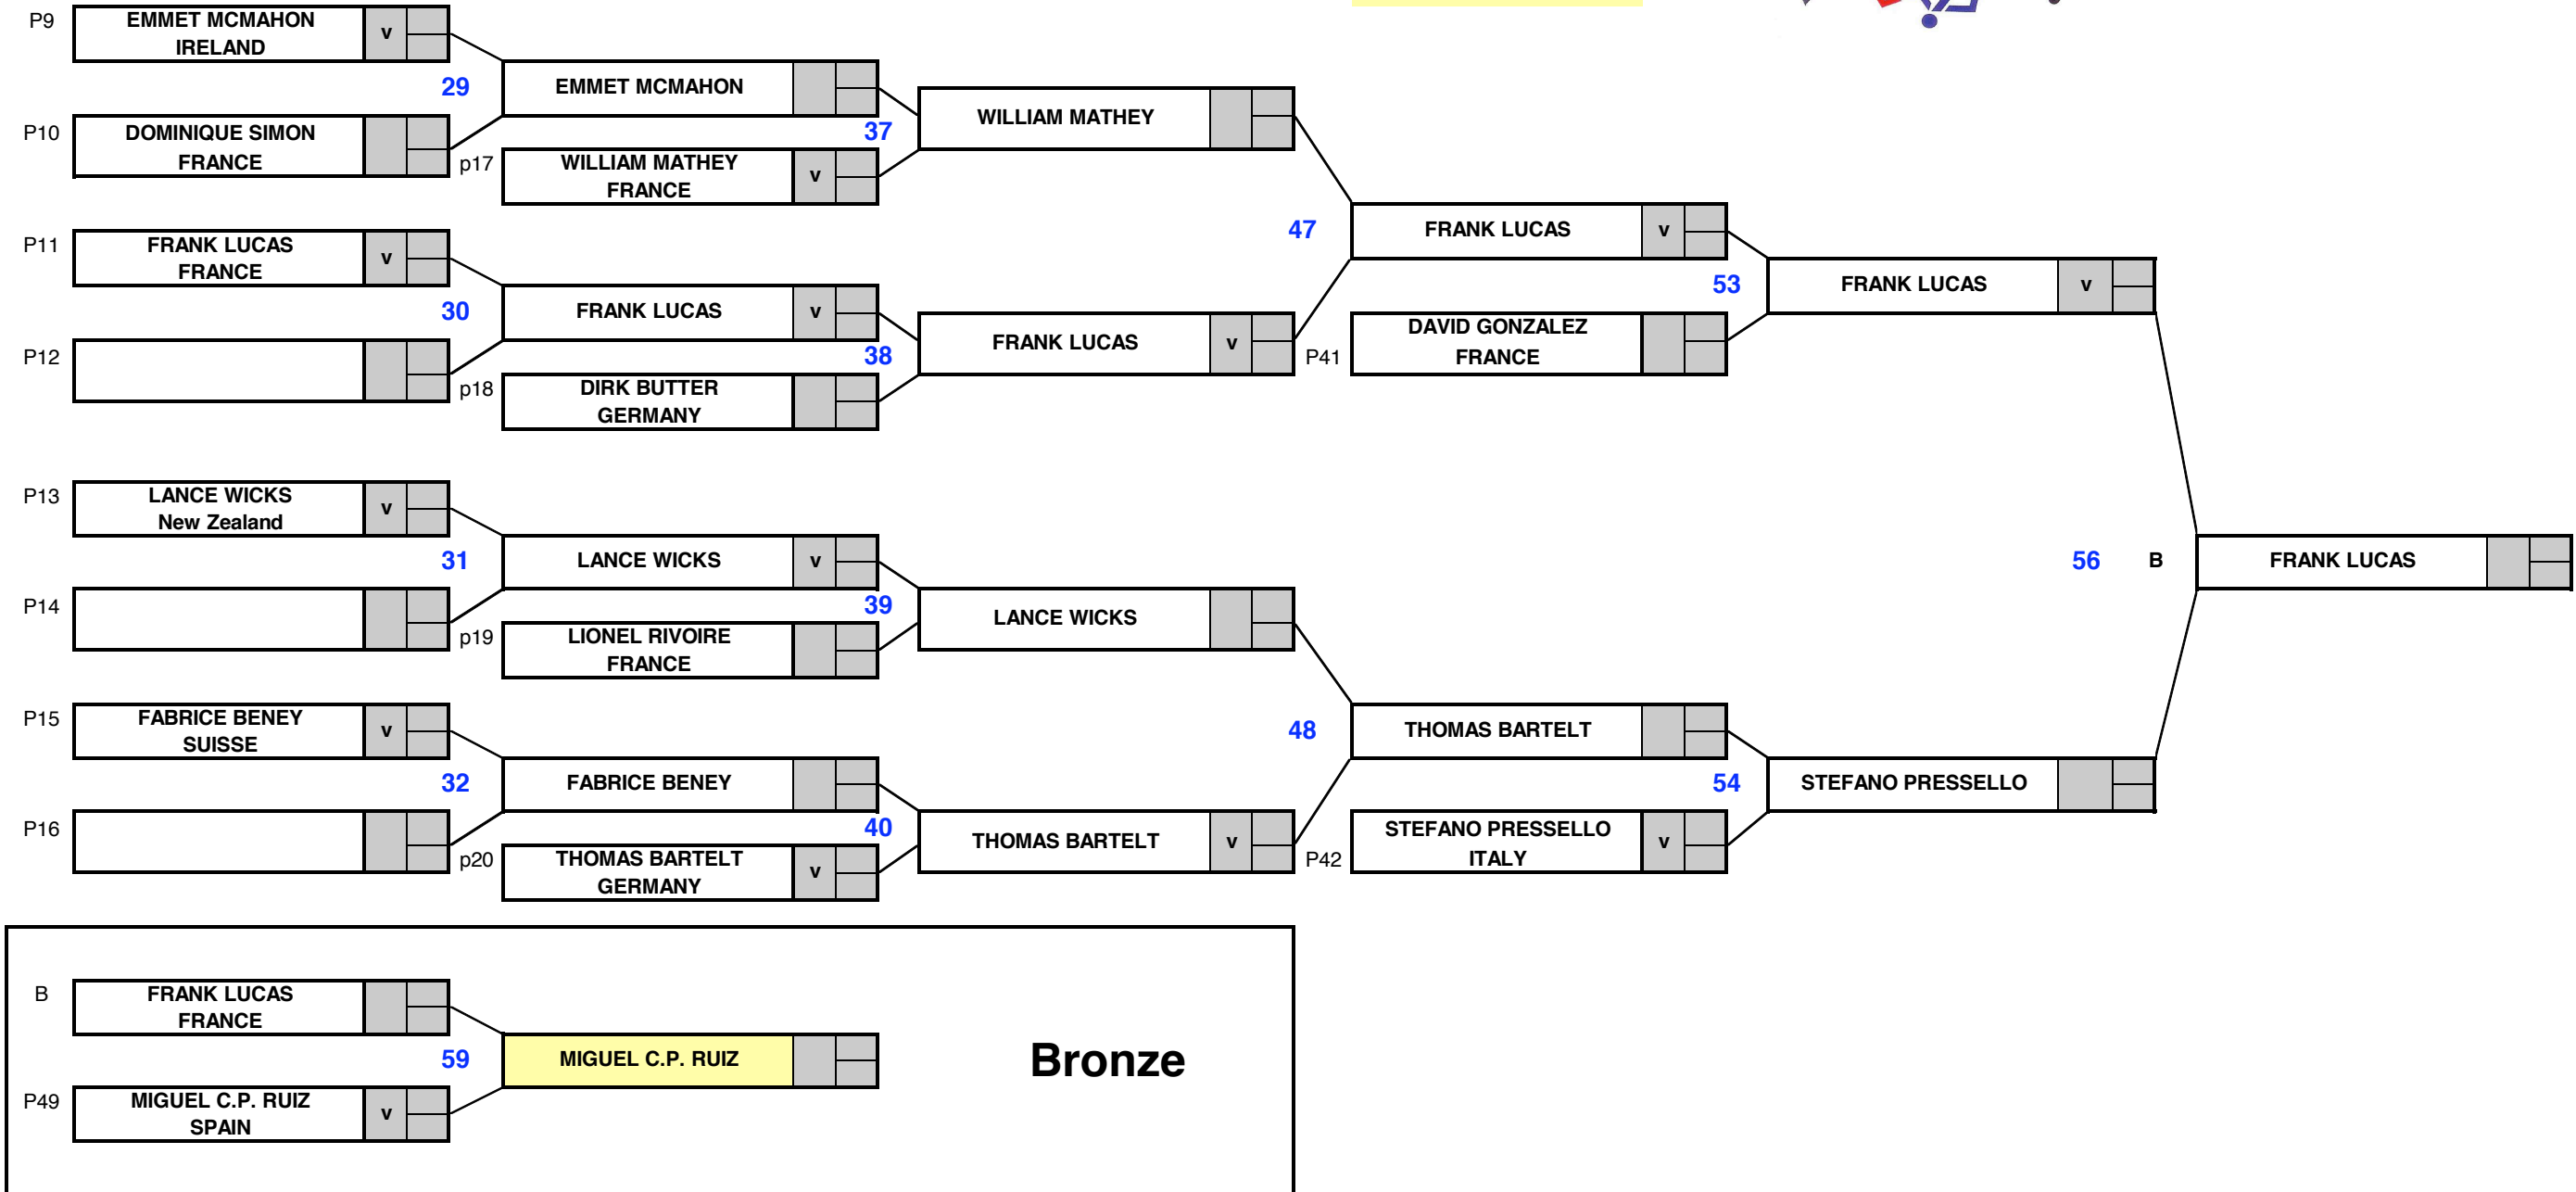 P9
EMMET MCMAHON
IRELAND
v
29
EMMET MCMAHON
P10
DOMINIQUE SIMON
FRANCE
37
WILLIAM MATHEY
p17
WILLIAM MATHEY
FRANCE
v
P11
FRANK LUCAS
FRANCE
v
47
FRANK LUCAS
v
30
FRANK LUCAS
v
53
FRANK LUCAS
v
P12
38
FRANK LUCAS
v
P41
DAVID GONZALEZ
FRANCE
p18
DIRK BUTTER
GERMANY
P13
LANCE WICKS
New Zealand
v
31
LANCE WICKS
v
56
B
FRANK LUCAS
P14
39
LANCE WICKS
p19
LIONEL RIVOIRE
FRANCE
P15
FABRICE BENEY
SUISSE
v
48
THOMAS BARTELT
32
FABRICE BENEY
54
STEFANO PRESSELLO
P16
40
THOMAS BARTELT
v
P42
STEFANO PRESSELLO
ITALY
v
p20
THOMAS BARTELT
GERMANY
v
B
FRANK LUCAS
FRANCE
59
MIGUEL C.P. RUIZ
Bronze
P49
MIGUEL C.P. RUIZ
SPAIN
v